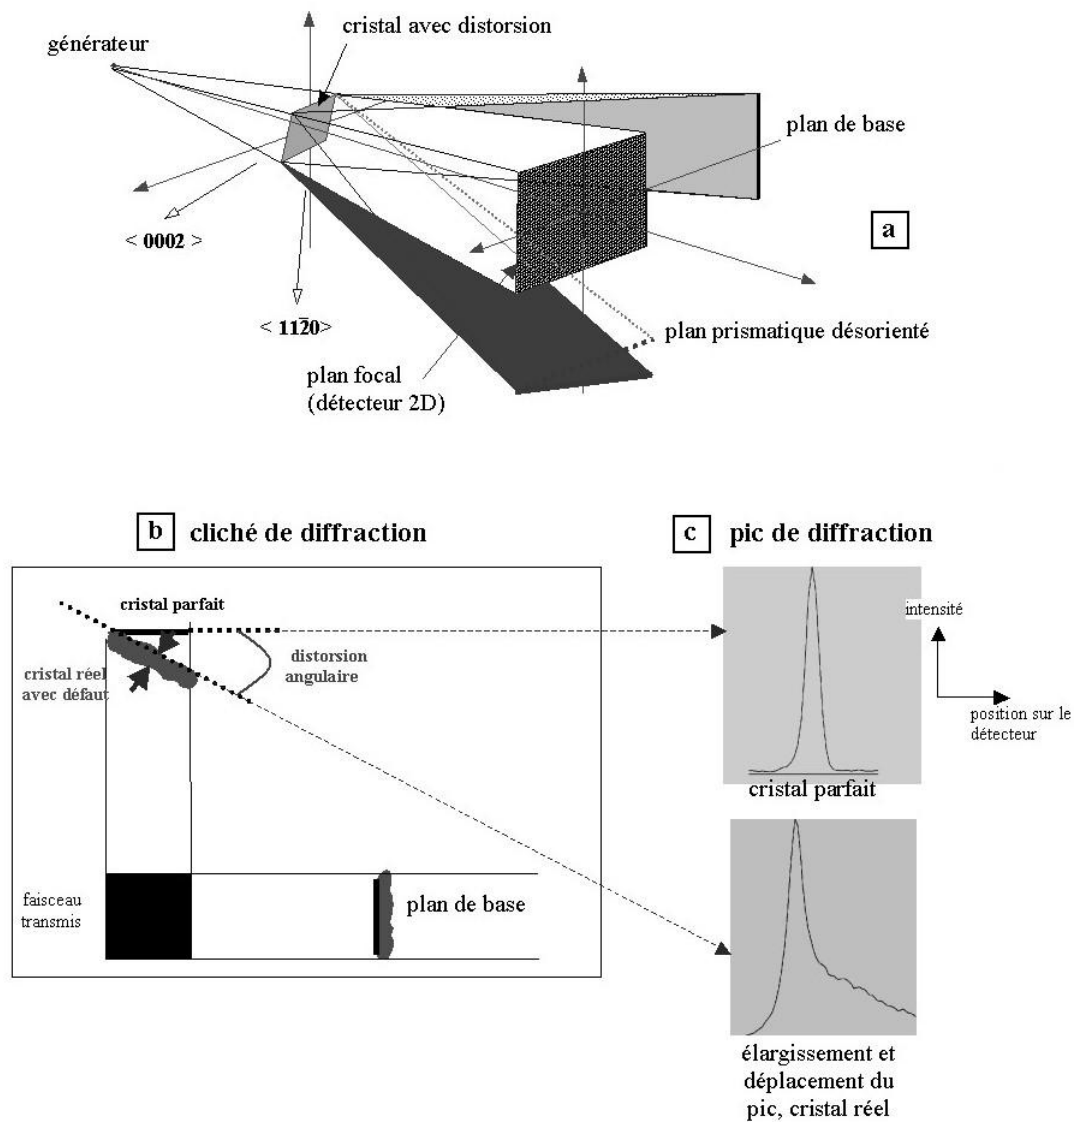 cristal avec distorsion
générateur
plan de base
a
< 0002 >
< 112̄0>
plan prismatique désorienté
plan focal
(détecteur 2D)
b cliché de diffraction
c pic de diffraction
cristal parfait
intensité
distorsion
angulaire
cristal réel
avec défaut
position sur le
détecteur
cristal parfait
faisceau
transmis
plan de base
élargissement et
déplacement du
pic, cristal réel